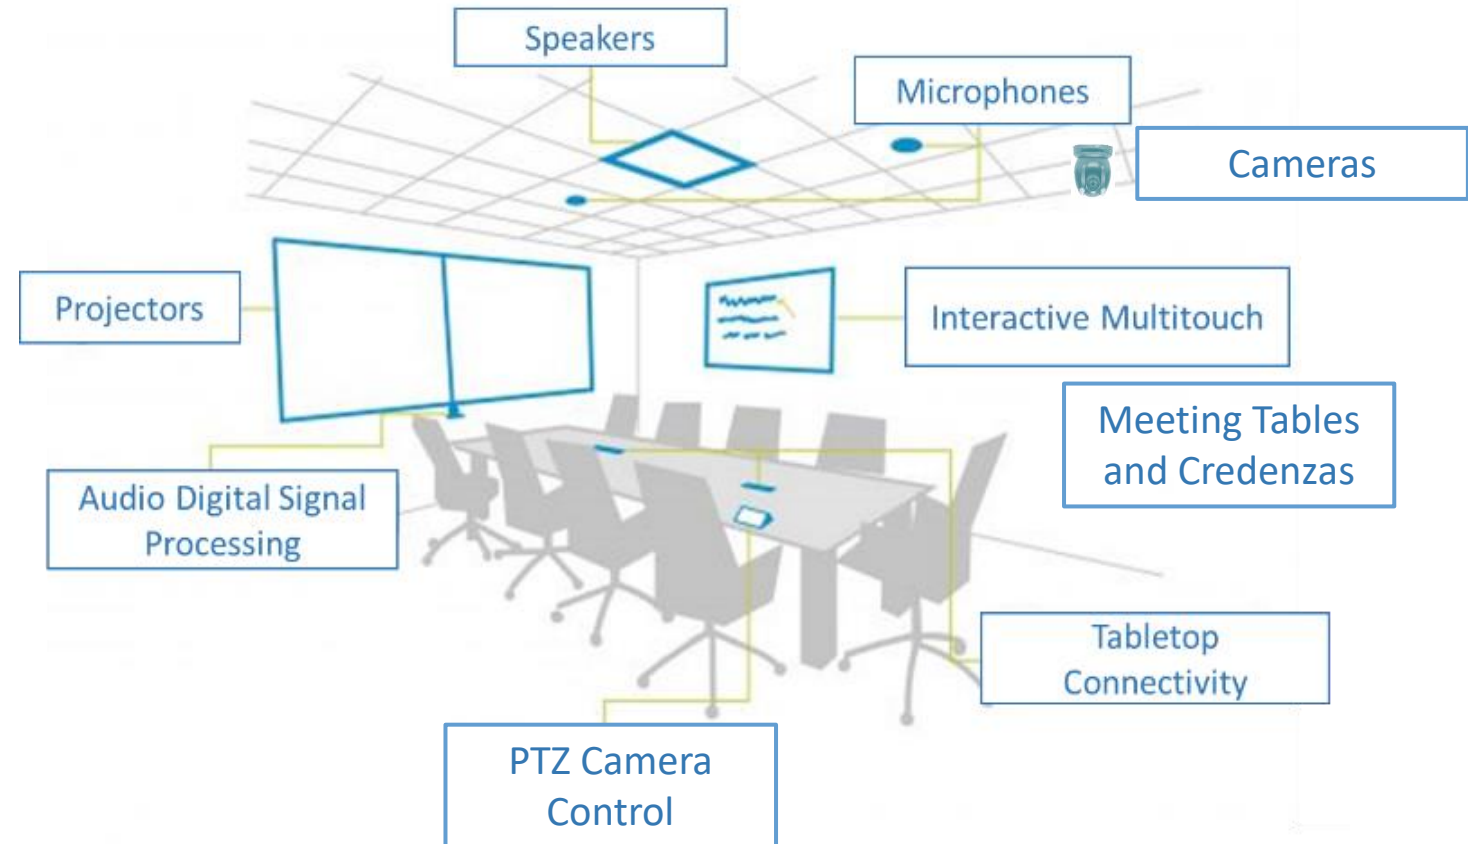 Speakers
Microphones
Cameras
Projectors
Interactive Multitouch
Meeting Tables
and Credenzas
Audio Digital Signal
Processing
Tabletop
Connectivity
PTZ Camera
Control